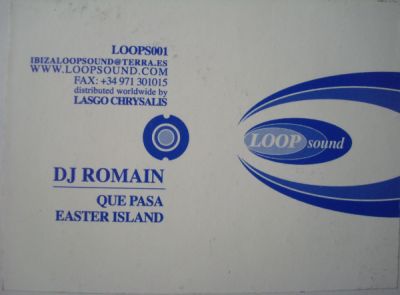 LOOPS001
IBIZALOOPSOUND@TERRA.ES
WWW.LOOPSOUND.COM
FAX: +34 971 301015
distributed worldwide by
LASGO CHRYSALIS
LOOP sound
DJ ROMAIN
QUE PASA
EASTER ISLAND